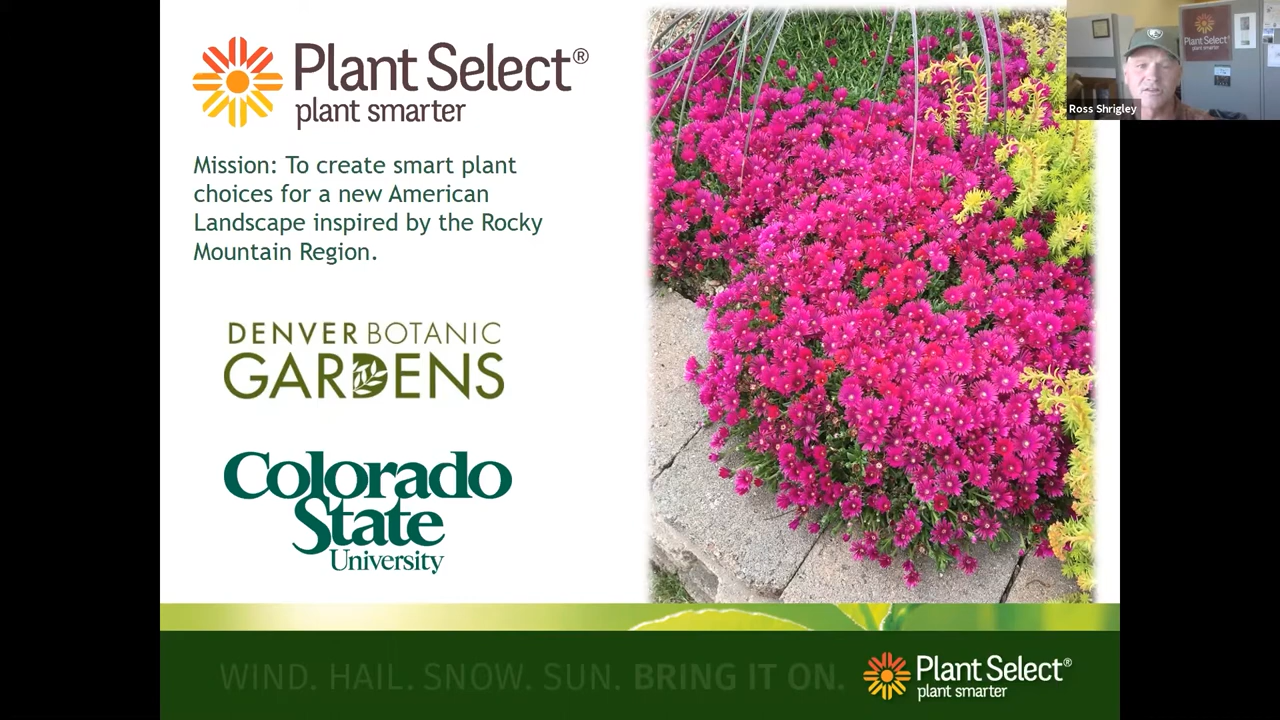 Plant Select®
plant smarter
Mission: To create smart plant
choices for a new American
Landscape inspired by the Rocky
Mountain Region.
DENVER BOTANIC
GARDENS
Colorado
State
University
WIND. HAIL. SNOW. SUN. BRING IT ON.
Plant Select®
plant smarter
Plant Select
plant smarter
Ross Shrigley